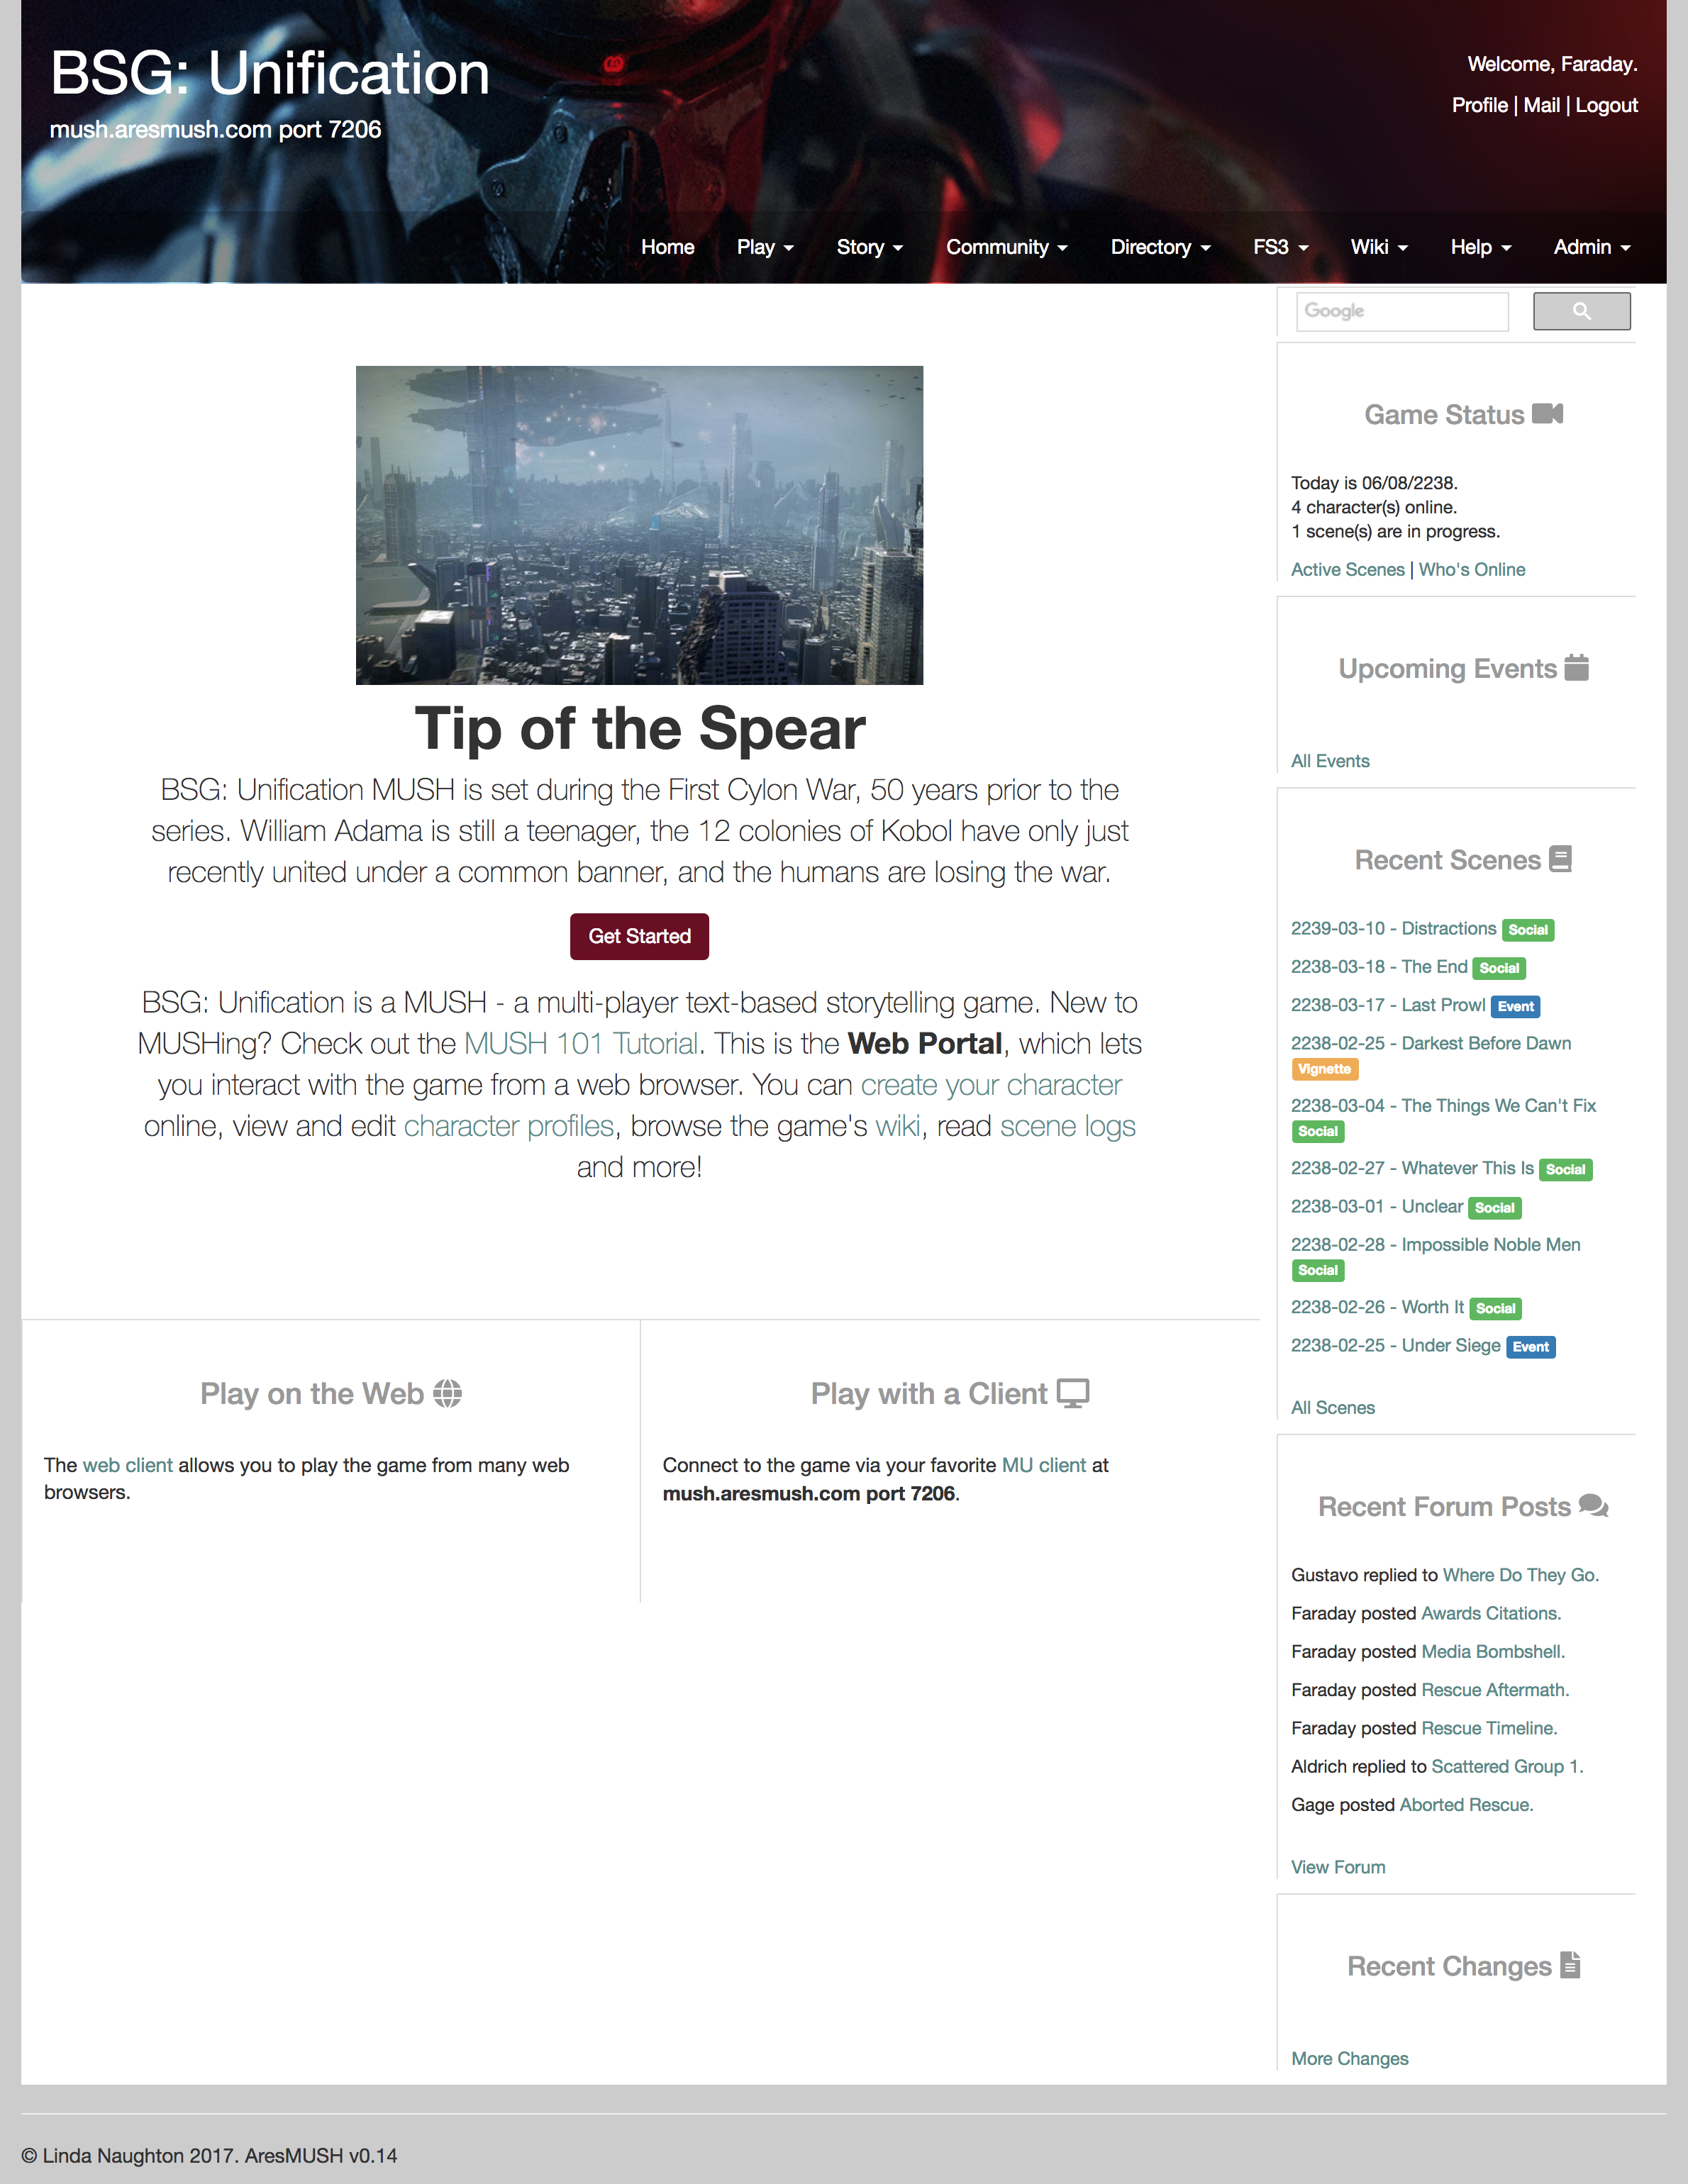 BSG: Unification
mush.aresmush.com port 7206
Welcome, Faraday.
Profile | Mail | Logout
Home Play Story Community Directory FS3 Wiki Help Admin
Tip of the Spear
BSG: Unification MUSH is set during the First Cylon War, 50 years prior to the
series. William Adama is still a teenager, the 12 colonies of Kobol have only just
recently united under a common banner, and the humans are losing the war.
Get Started
BSG: Unification is a MUSH - a multi-player text-based storytelling game. New to
MUSHing? Check out the MUSH 101 Tutorial. This is the Web Portal, which lets
you interact with the game from a web browser. You can create your character
online, view and edit character profiles, browse the game's wiki, read scene logs
and more!
Play on the Web
The web client allows you to play the game from many web
browsers.
Play with a Client
Connect to the game via your favorite MU client at
mush.aresmush.com port 7206.
Google
Game Status
Today is 06/08/2238.
4 character(s) online.
1 scene(s) are in progress.
Active Scenes | Who's Online
Upcoming Events
All Events
Recent Scenes
2239-03-10 - Distractions Social
2238-03-18 - The End Social
2238-03-17 - Last Prowl Event
2238-02-25 - Darkest Before Dawn
Vignette
2238-03-04 - The Things We Can't Fix
Social
2238-02-27 - Whatever This Is Social
2238-03-01 - Unclear Social
2238-02-28 - Impossible Noble Men
Social
2238-02-26 - Worth It Social
2238-02-25 - Under Siege Event
All Scenes
Recent Forum Posts
Gustavo replied to Where Do They Go.
Faraday posted Awards Citations.
Faraday posted Media Bombshell.
Faraday posted Rescue Aftermath.
Faraday posted Rescue Timeline.
Aldrich replied to Scattered Group 1.
Gage posted Aborted Rescue.
View Forum
Recent Changes
More Changes
© Linda Naughton 2017. AresMUSH v0.14